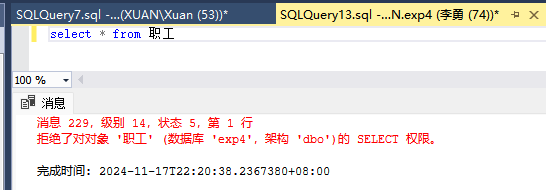 SQLQuery7.sql -...(XUAN\Xuan (53))*
SQLQuery13.sql -...N.exp4 (李勇 (74))*
select * from 职工
100 %
消息
消息 229，级别 14，状态 5，第 1 行
拒绝了对对象 '职工' (数据库 'exp4'，架构 'dbo')的 SELECT 权限。
完成时间: 2024-11-17T22:20:38.2367380+08:00